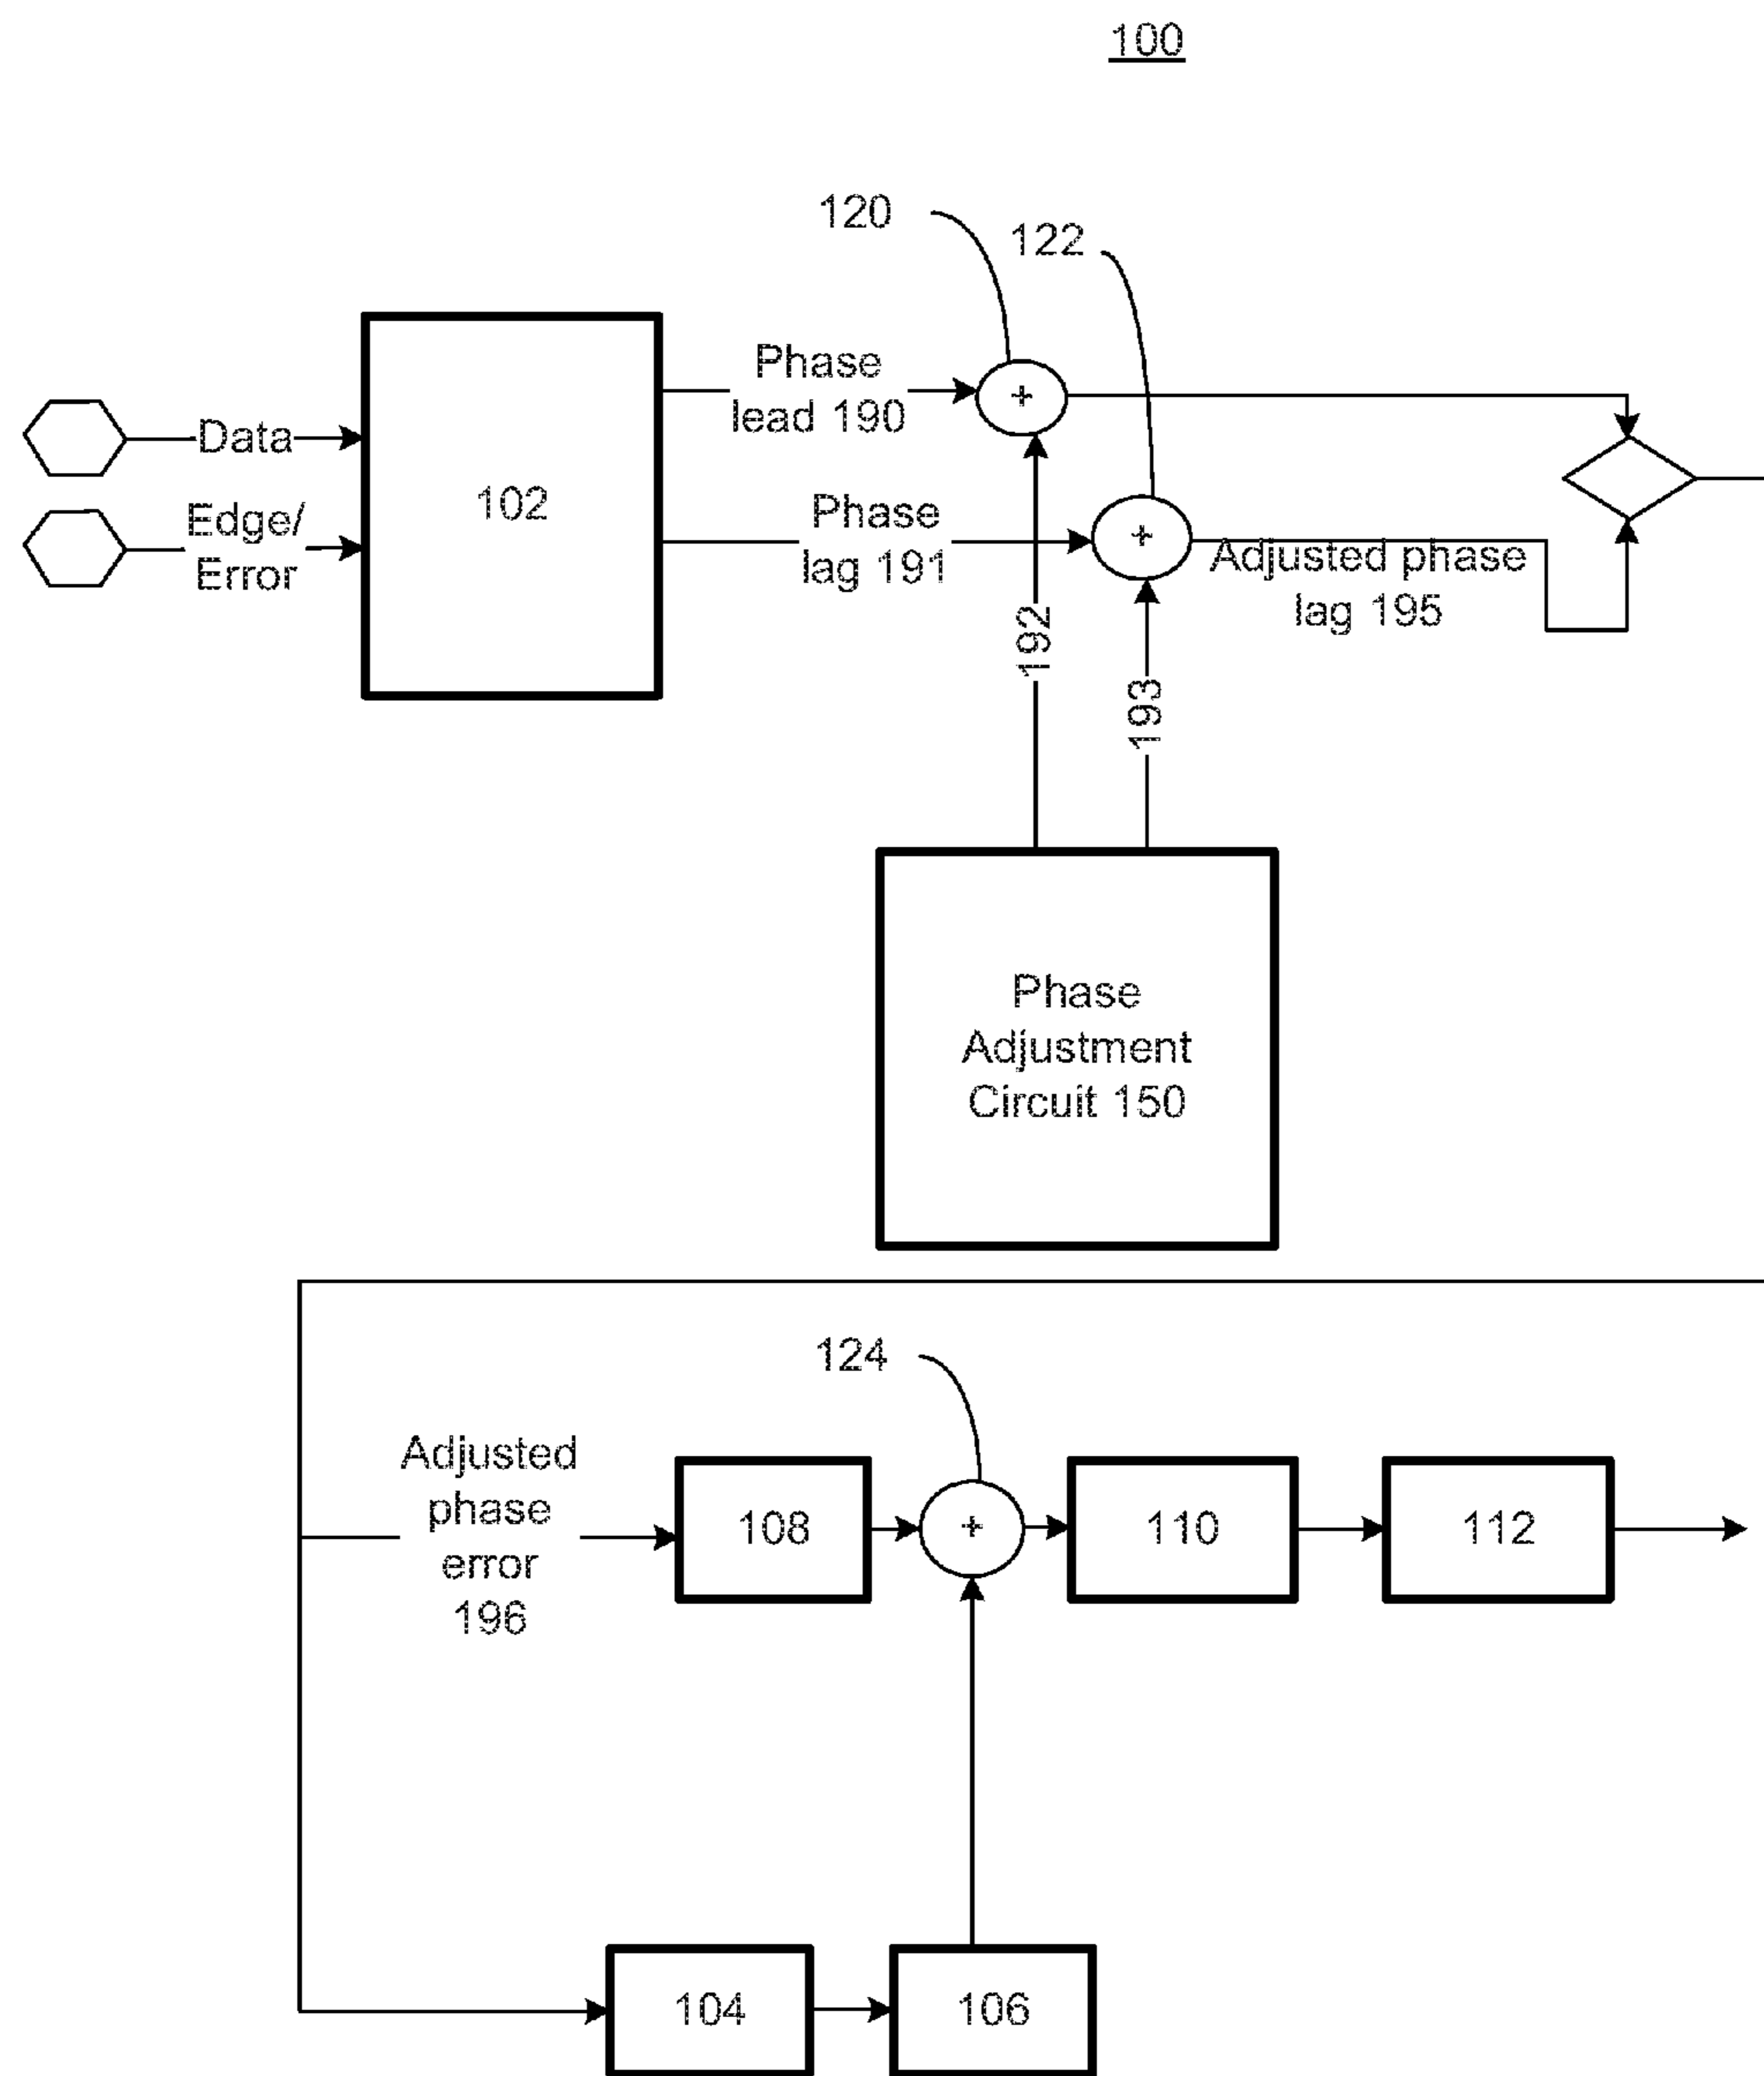 100
120
122
Phase
lead 190
Data
102
Edge/
Error
Phase
lag 191
Adjusted phase
lag 195
192
193
Phase
Adjustment
Circuit 150
124
Adjusted
phase
error
196
108
+
110
112
104
106
+
+